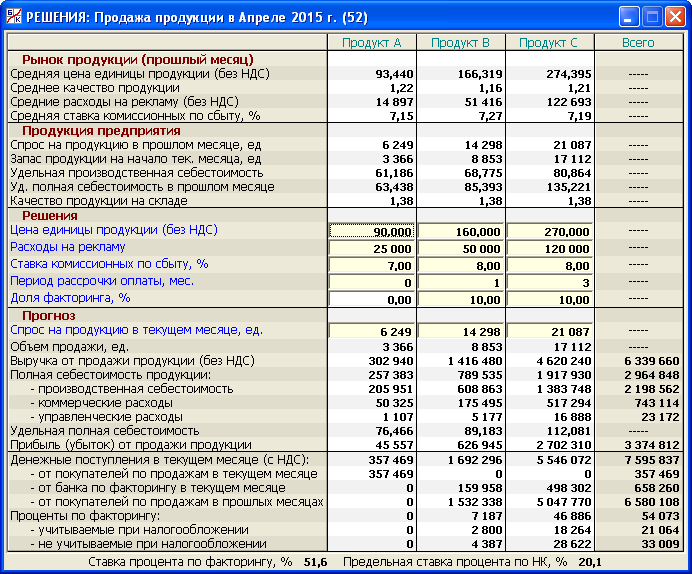 РЕШЕНИЯ: Продажа продукции в Апреле 2015 г. (52)
Продукт A Продукт B Продукт C Всего
Рынок продукции (прошлый месяц)
Средняя цена единицы продукции (без НДС) 93,440 166,319 274,395 -----
Среднее качество продукции 1,22 1,16 1,21 -----
Средние расходы на рекламу (без НДС) 14 897 51 416 122 693 -----
Средняя ставка комиссионных по сбыту, % 7,15 7,27 7,19 -----
Продукция предприятия
Спрос на продукцию в прошлом месяце, ед 6 249 14 298 21 087 -----
Запас продукции на начало тек. месяца, ед 3 366 8 853 17 112 -----
Удельная производственная себестоимость 61,186 68,775 80,864 -----
Уд. полная себестоимость в прошлом месяце 63,438 85,393 135,221 -----
Качество продукции на складе 1,38 1,38 1,38 -----
Решения
Цена единицы продукции (без НДС) 90,000 160,000 270,000 -----
Расходы на рекламу 25 000 50 000 120 000 -----
Ставка комиссионных по сбыту, % 7,00 8,00 8,00 -----
Период рассрочки оплаты, мес. 0 1 3 -----
Доля факторинга, % 0,00 10,00 10,00 -----
Прогноз
Спрос на продукцию в текущем месяце, ед. 6 249 14 298 21 087 -----
Объем продажи, ед. 3 366 8 853 17 112 -----
Выручка от продажи продукции (без НДС) 302 940 1 416 480 4 620 240 6 339 660
Полная себестоимость продукции: 257 383 789 535 1 917 930 2 964 848
- производственная себестоимость 205 951 608 863 1 383 748 2 198 562
- коммерческие расходы 50 325 175 495 517 294 743 114
- управленческие расходы 1 107 5 177 16 888 23 172
Удельная полная себестоимость 76,466 89,183 112,081 -----
Прибыль (убыток) от продажи продукции 45 557 626 945 2 702 310 3 374 812
Денежные поступления в текущем месяце (с НДС): 357 469 1 692 296 5 546 072 7 595 837
- от покупателей по продажам в текущем месяце 357 469 0 0 357 469
- от банка по факторингу в текущем месяце 0 159 958 498 302 658 260
- от покупателей по продажам в прошлых месяцах 0 1 532 338 5 047 770 6 580 108
Проценты по факторингу: 0 7 187 46 886 54 073
- учитываемые при налогообложении 0 2 800 18 264 21 064
- не учитываемые при налогообложении 0 4 387 28 622 33 009
Ставка процента по факторингу, % 51,6 Предельная ставка процента по НК, % 20,1